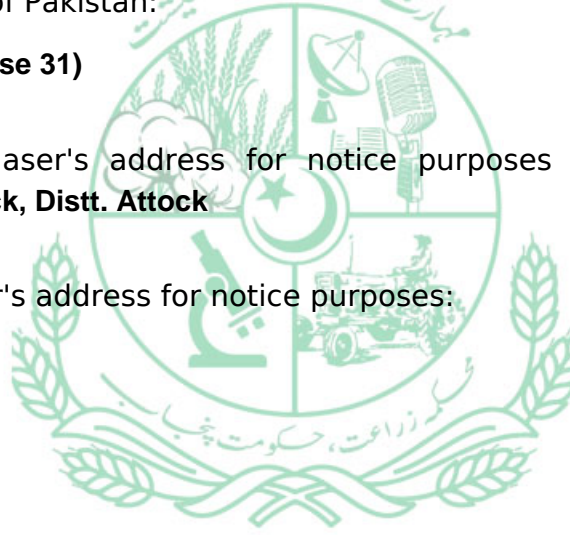 of Pakistan:
se 31)
aser's address for notice purposes
ck, Distt. Attock
r's address for notice purposes:
محکمہ زراعت، حکومت پنجاب